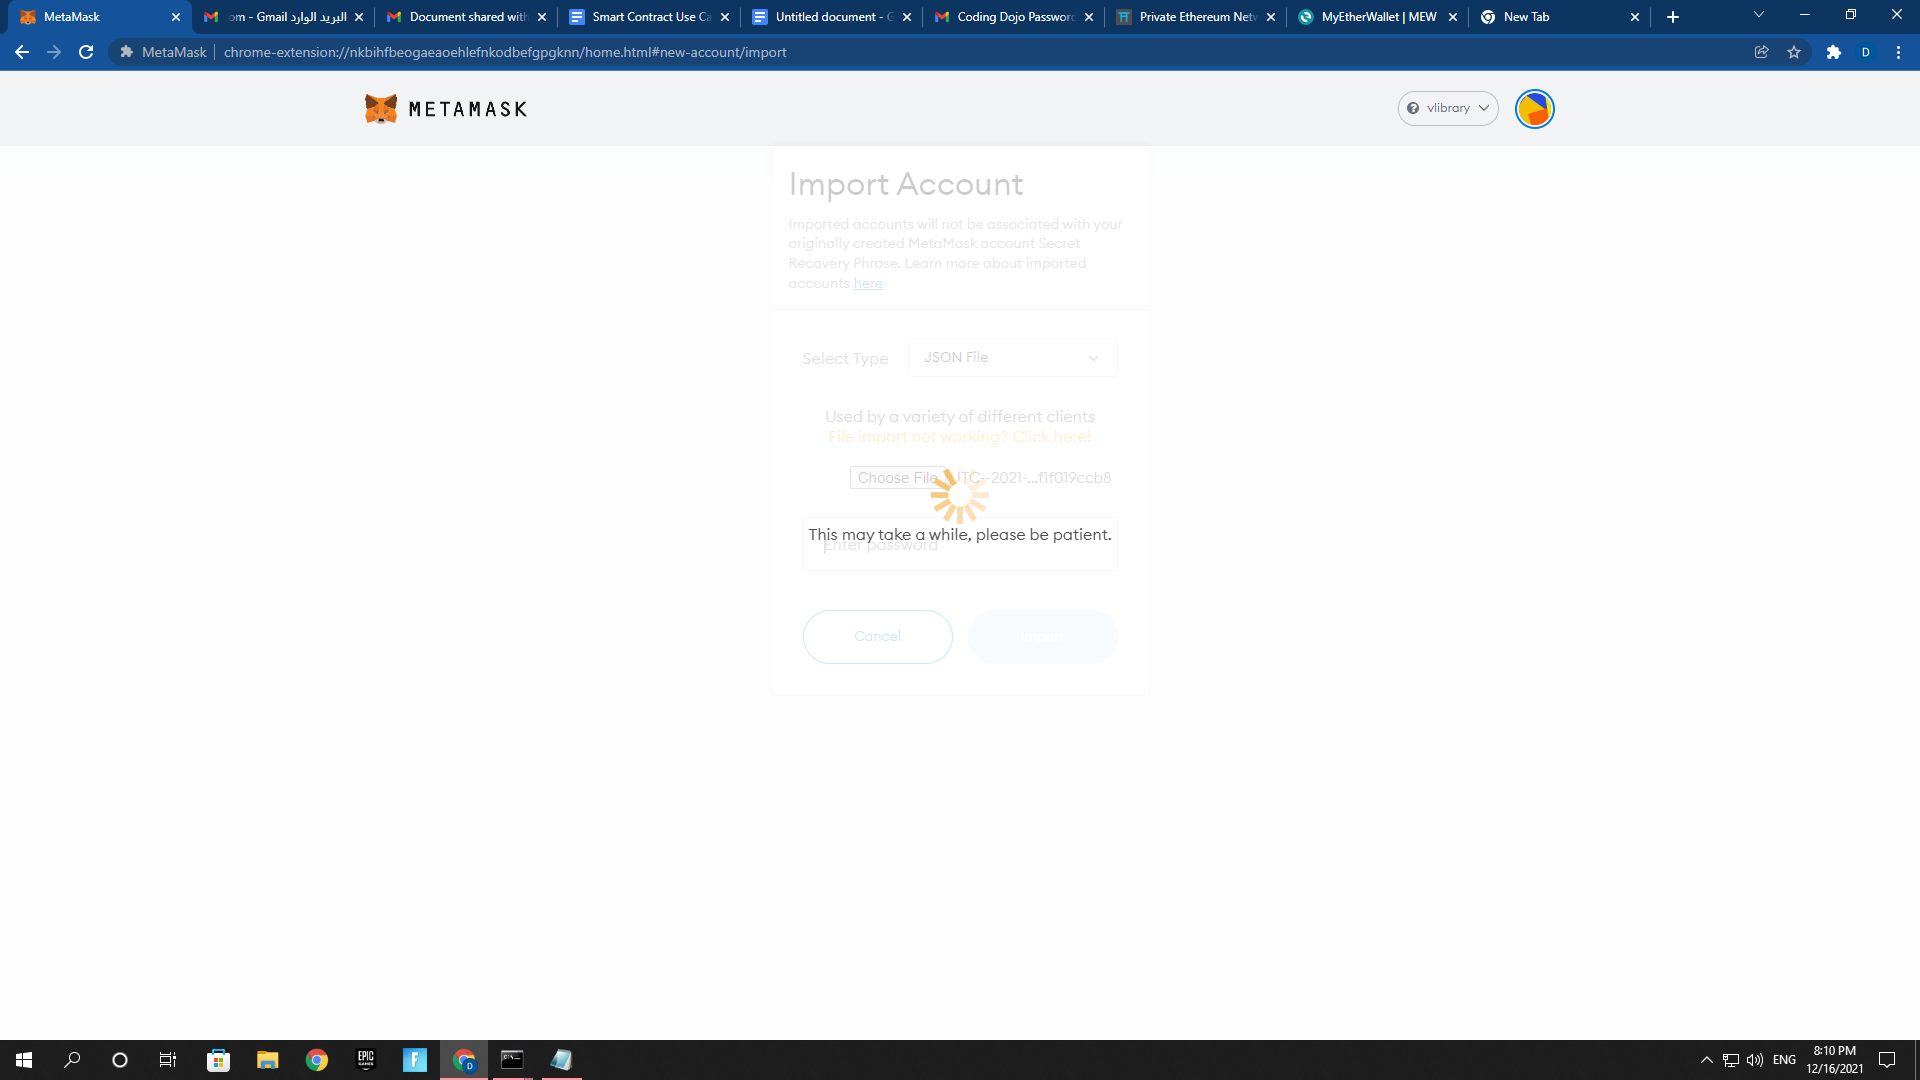 MetaMask
om - Gmail البريد الوارد
Document shared with
Smart Contract Use Ca
Untitled document - G
Coding Dojo Password
Private Ethereum Netw
MyEtherWallet | MEW
New Tab
MetaMask
chrome-extension://nkbihfbeogaeaoehlefnkodbefgpgknn/home.html#new-account/import
D
METAMASK
vlibrary
Import Account
Imported accounts will not be associated with your
originally created MetaMask account Secret
Recovery Phrase. Learn more about imported
accounts here
Select Type
JSON File
Used by a variety of different clients
File import not working? Click here!
Choose File
UTC--2021-...f1f019ccb8
This may take a while, please be patient.
Enter password
Cancel
Import
EPIC
GAMES
F
D
ENG
8:10 PM
12/16/2021